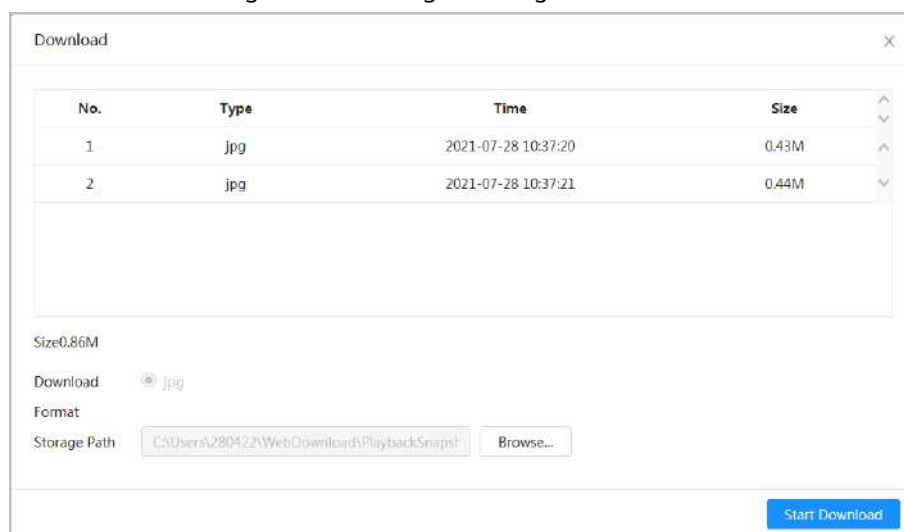 Download
No. Type Time Size
1 jpg 2021-07-28 10:37:20 0.43M
2 jpg 2021-07-28 10:37:21 0.44M
Size0.86M
Download jpg
Format
Storage Path C:\Users\280422\WebDownload\PlaybackSnapsh Browse...
Start Download